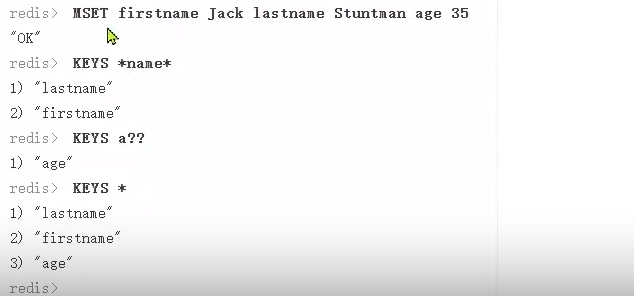 redis> MSET firstname Jack lastname Stuntman age 35
"OK"
redis> KEYS *name*
1) "lastname"
2) "firstname"
redis> KEYS a??
1) "age"
redis> KEYS *
1) "lastname"
2) "firstname"
3) "age"
redis>